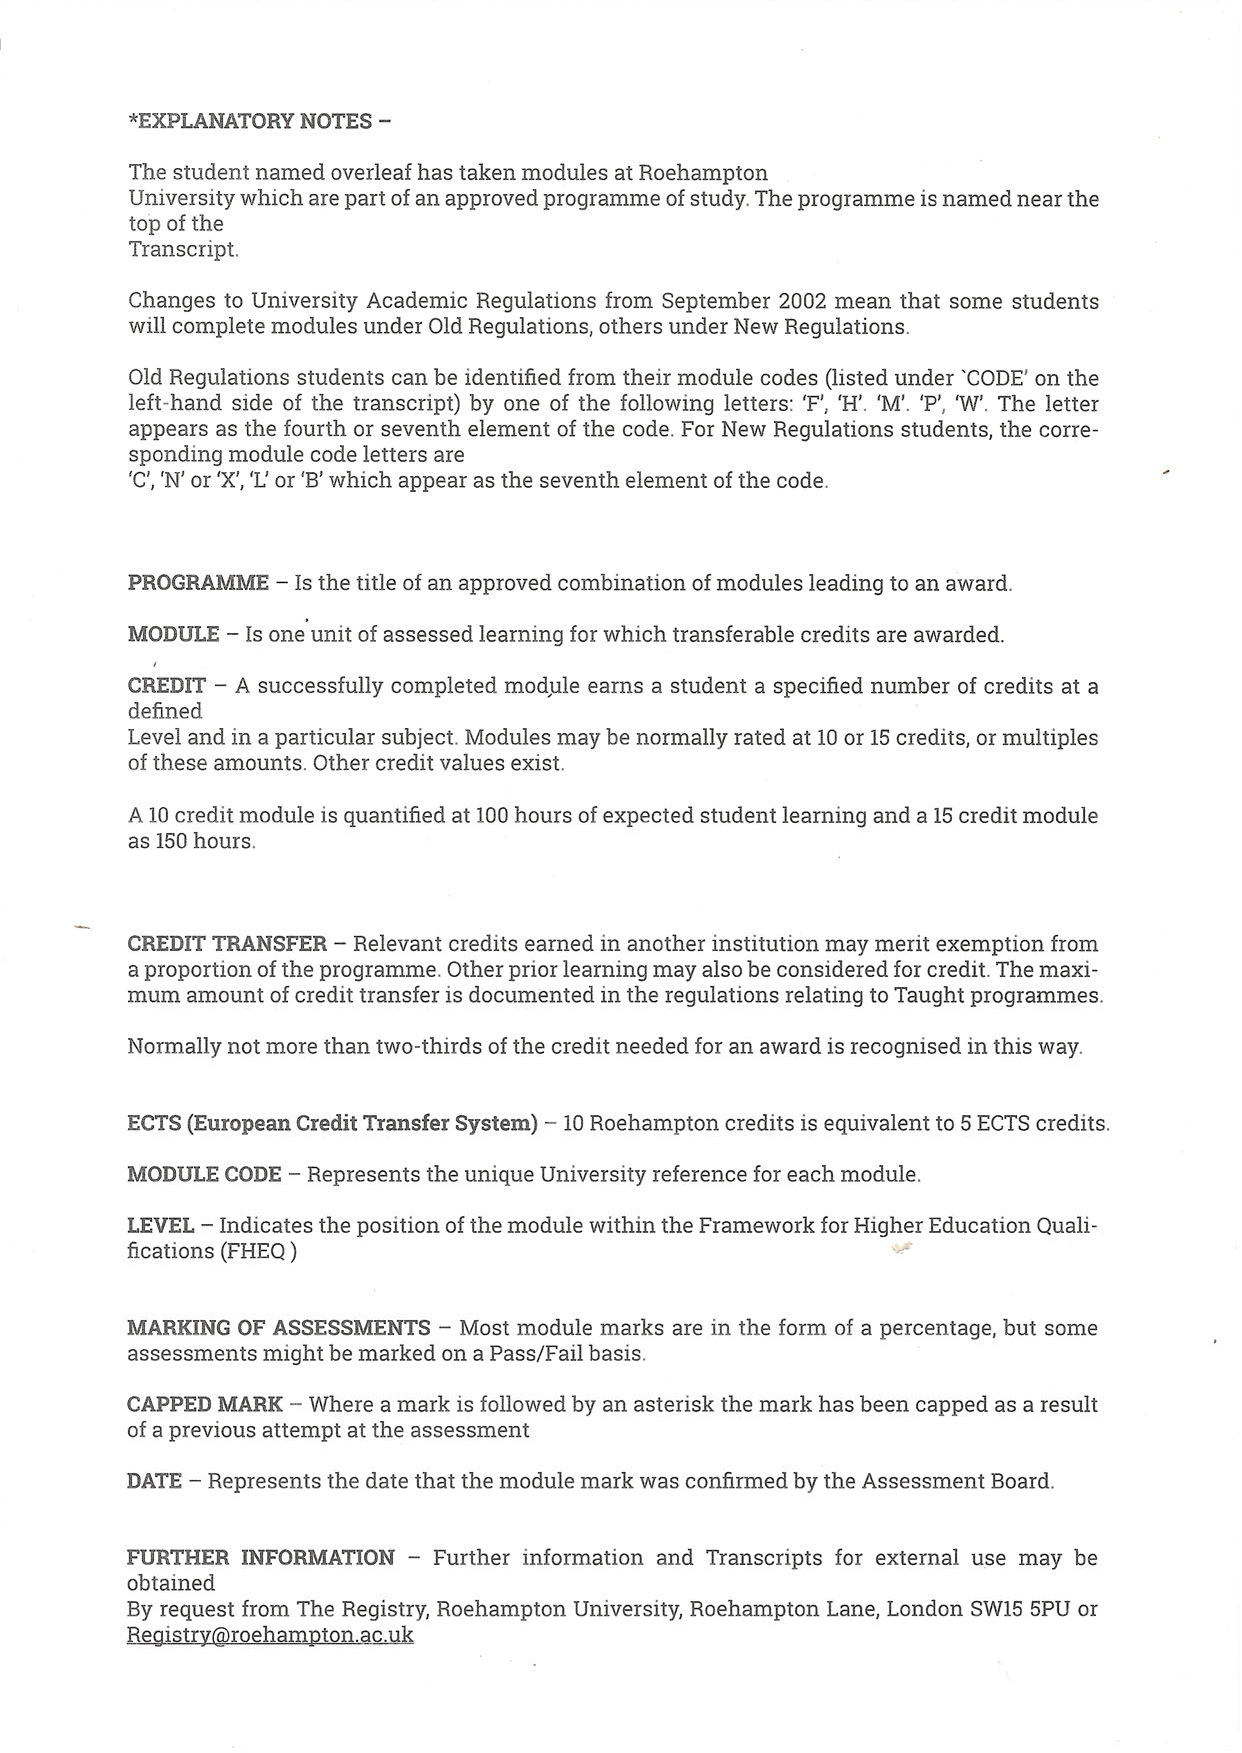 *EXPLANATORY NOTES –
The student named overleaf has taken modules at Roehampton
University which are part of an approved programme of study. The programme is named near the
top of the
Transcript.
Changes to University Academic Regulations from September 2002 mean that some students
will complete modules under Old Regulations, others under New Regulations.
Old Regulations students can be identified from their module codes (listed under `CODE' on the
left-hand side of the transcript) by one of the following letters: ‘F’, ‘H’. ‘M’. ‘P’, ‘W’. The letter
appears as the fourth or seventh element of the code. For New Regulations students, the corre-
sponding module code letters are
‘C’, ‘N’ or ‘X’, ‘L’ or ‘B’ which appear as the seventh element of the code.
PROGRAMME – Is the title of an approved combination of modules leading to an award.
MODULE – Is one unit of assessed learning for which transferable credits are awarded.
CREDIT – A successfully completed module earns a student a specified number of credits at a
defined
Level and in a particular subject. Modules may be normally rated at 10 or 15 credits, or multiples
of these amounts. Other credit values exist.
A 10 credit module is quantified at 100 hours of expected student learning and a 15 credit module
as 150 hours.
CREDIT TRANSFER – Relevant credits earned in another institution may merit exemption from
a proportion of the programme. Other prior learning may also be considered for credit. The maxi-
mum amount of credit transfer is documented in the regulations relating to Taught programmes.
Normally not more than two-thirds of the credit needed for an award is recognised in this way.
ECTS (European Credit Transfer System) – 10 Roehampton credits is equivalent to 5 ECTS credits.
MODULE CODE – Represents the unique University reference for each module.
LEVEL – Indicates the position of the module within the Framework for Higher Education Quali-
fications (FHEQ )
MARKING OF ASSESSMENTS – Most module marks are in the form of a percentage, but some
assessments might be marked on a Pass/Fail basis.
CAPPED MARK – Where a mark is followed by an asterisk the mark has been capped as a result
of a previous attempt at the assessment
DATE – Represents the date that the module mark was confirmed by the Assessment Board.
FURTHER INFORMATION – Further information and Transcripts for external use may be
obtained
By request from The Registry, Roehampton University, Roehampton Lane, London SW15 5PU or
Registry@roehampton.ac.uk